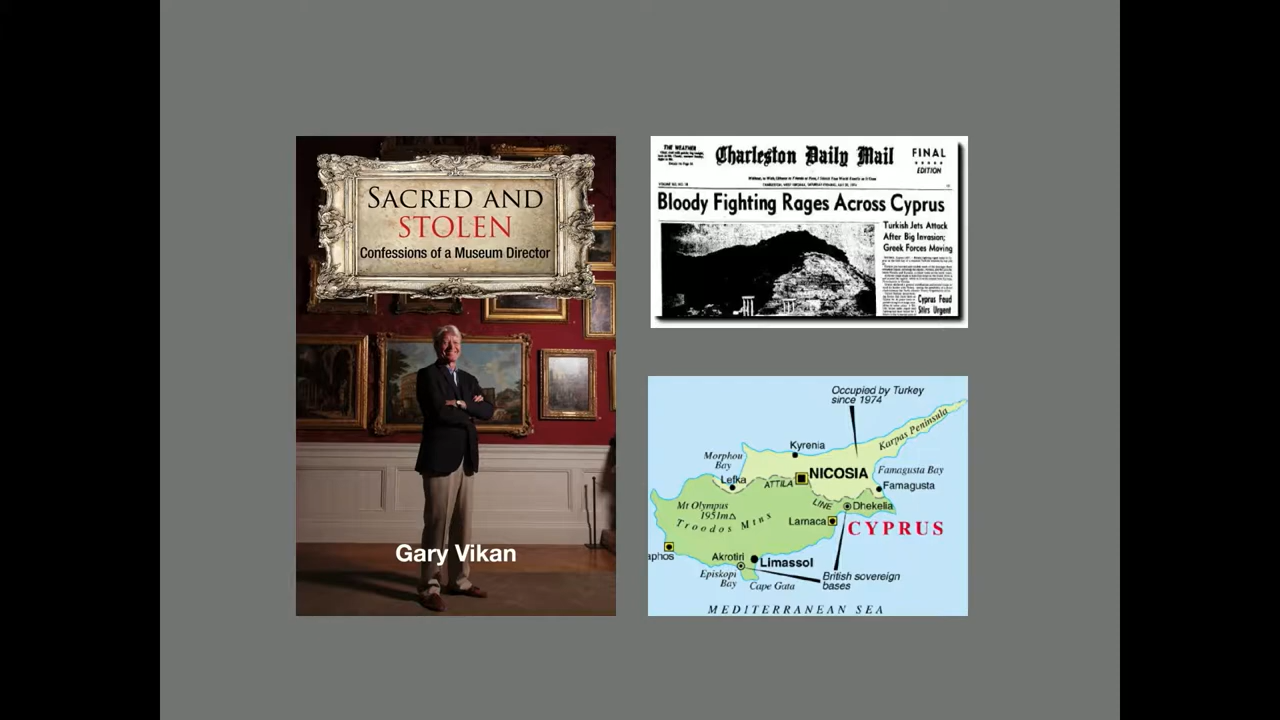 SACRED AND
STOLEN
Confessions of a Museum Director
Gary Vikan
THE WEATHER
Charleston Daily Mail
FINAL
EDITION
Bloody Fighting Rages Across Cyprus
Turkish Jets Attack
After Big Invasion;
Greek Forces Moving
Cyprus Feud
Stirs Urgent
Occupied by Turkey
since 1974
Karpas Peninsula
Kyrenia
Morphou
Bay
NICOSIA
Famagusta Bay
Lefka
ATTILA
Famagusta
LINE
Dhekelia
Mt Olympus
1951m△
Troodos Mtns
Larnaca
CYPRUS
aphos
Akrotiri
Limassol
Episkopi
Bay
Cape Gata
British sovereign
bases
MEDITERRANEAN SEA